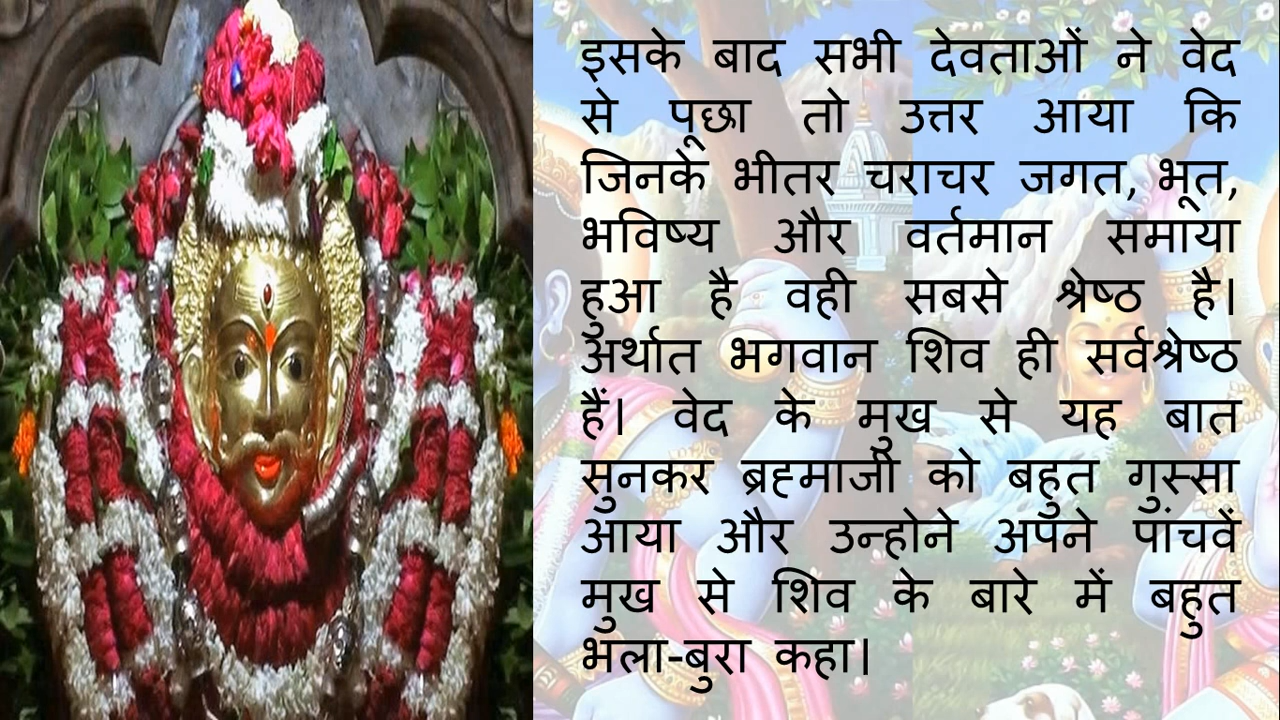 इसके बाद सभी देवताओं ने वेद
से पूछा तो उत्तर आया कि
जिनके भीतर चराचर जगत, भूत,
भविष्य और वर्तमान समाया
हुआ है वही सबसे श्रेष्ठ है।
अर्थात भगवान शिव ही सर्वश्रेष्ठ
हैं। वेद के मुख से यह बात
सुनकर ब्रह्माजी को बहुत गुस्सा
आया और उन्होने अपने पांचवें
मुख से शिव के बारे में बहुत
भला-बुरा कहा।